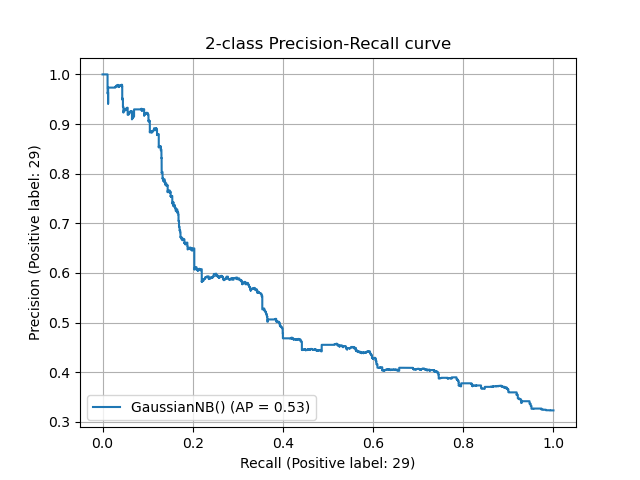 2-class Precision-Recall curve
Precision (Positive label: 29)
1.0
0.9
0.8
0.7
0.6
0.5
0.4
0.3
GaussianNB() (AP = 0.53)
0.0 0.2 0.4 0.6 0.8 1.0
Recall (Positive label: 29)